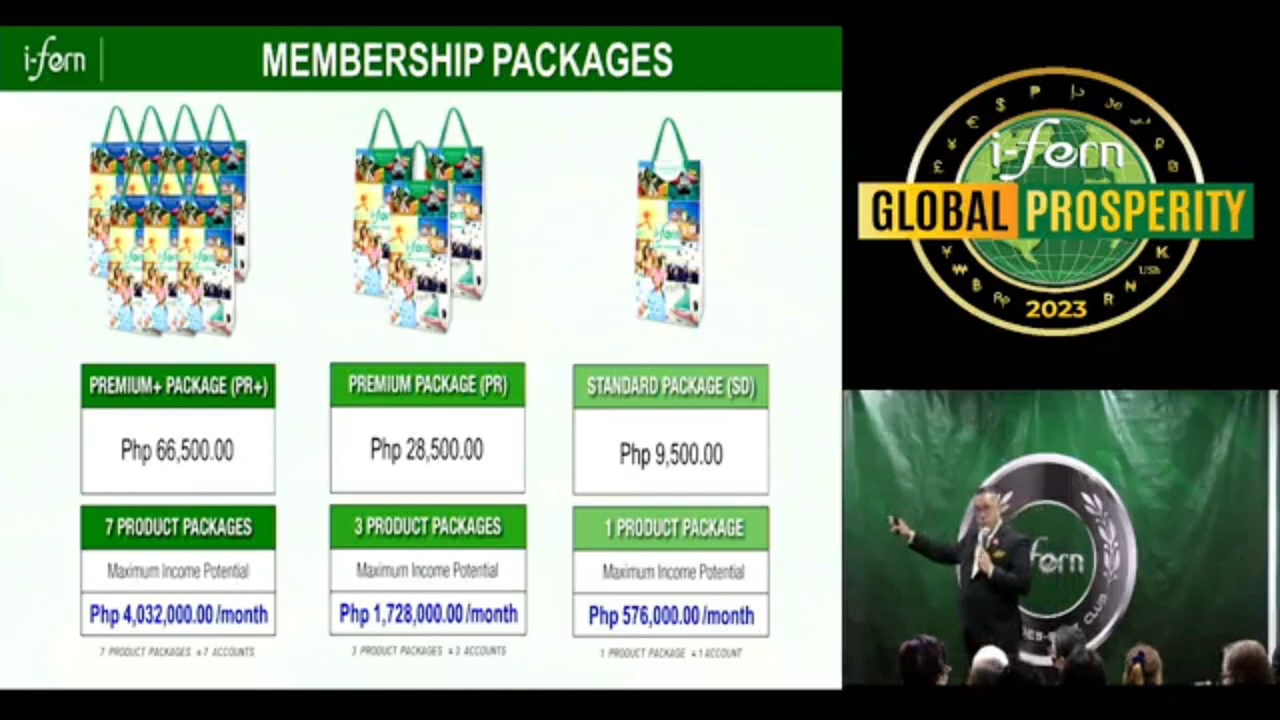 i-fern
MEMBERSHIP PACKAGES
PREMIUM+ PACKAGE (PR+)
Php 66,500.00
7 PRODUCT PACKAGES
Maximum Income Potential
Php 4,032,000.00/month
7 PRODUCT PACKAGES = 7 ACCOUNTS
PREMIUM PACKAGE (PR)
Php 28,500.00
3 PRODUCT PACKAGES
Maximum Income Potential
Php 1,728,000.00/month
3 PRODUCT PACKAGES = 3 ACCOUNTS
STANDARD PACKAGE (SD)
Php 9,500.00
1 PRODUCT PACKAGE
Maximum Income Potential
Php 576,000.00/month
1 PRODUCT PACKAGE = 1 ACCOUNT
i-fern
GLOBAL PROSPERITY
2023
fern
CLUB